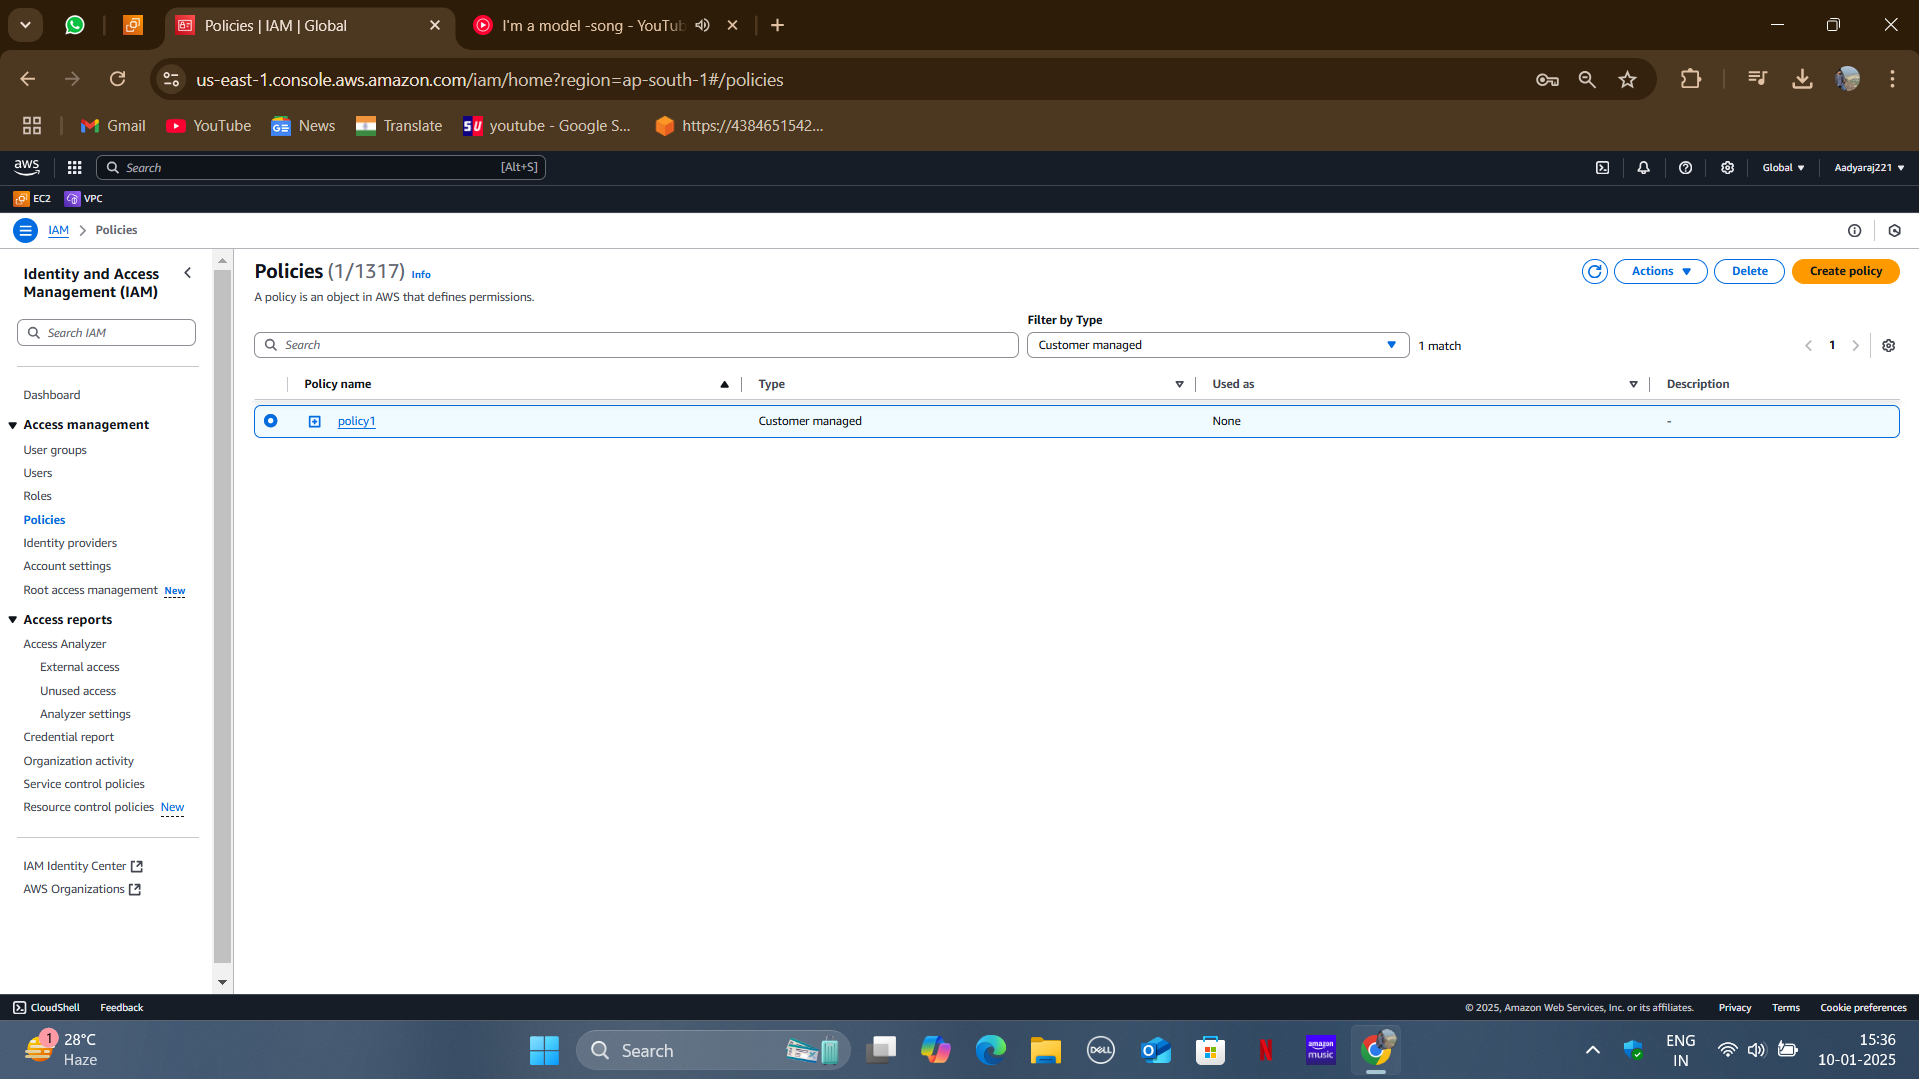 Policies | IAM | Global
I'm a model -song - YouTub
us-east-1.console.aws.amazon.com/iam/home?region=ap-south-1#/policies
Gmail YouTube News Translate youtube - Google S... https://4384651542...
aws Search [Alt+S] Global Aadyaraj221
EC2 VPC
IAM Policies
Identity and Access
Management (IAM)
Search IAM
Dashboard
Access management
User groups
Users
Roles
Policies
Identity providers
Account settings
Root access management New
Access reports
Access Analyzer
External access
Unused access
Analyzer settings
Credential report
Organization activity
Service control policies
Resource control policies New
IAM Identity Center
AWS Organizations
Policies (1/1317) Info
Actions Delete Create policy
A policy is an object in AWS that defines permissions.
Filter by Type
Search Customer managed 1 match 1
Policy name Type Used as Description
policy1 Customer managed None -
CloudShell Feedback © 2025, Amazon Web Services, Inc. or its affiliates. Privacy Terms Cookie preferences
1 28°C
Haze
Search
DELL
amazon
music
ENG
IN
15:36
10-01-2025